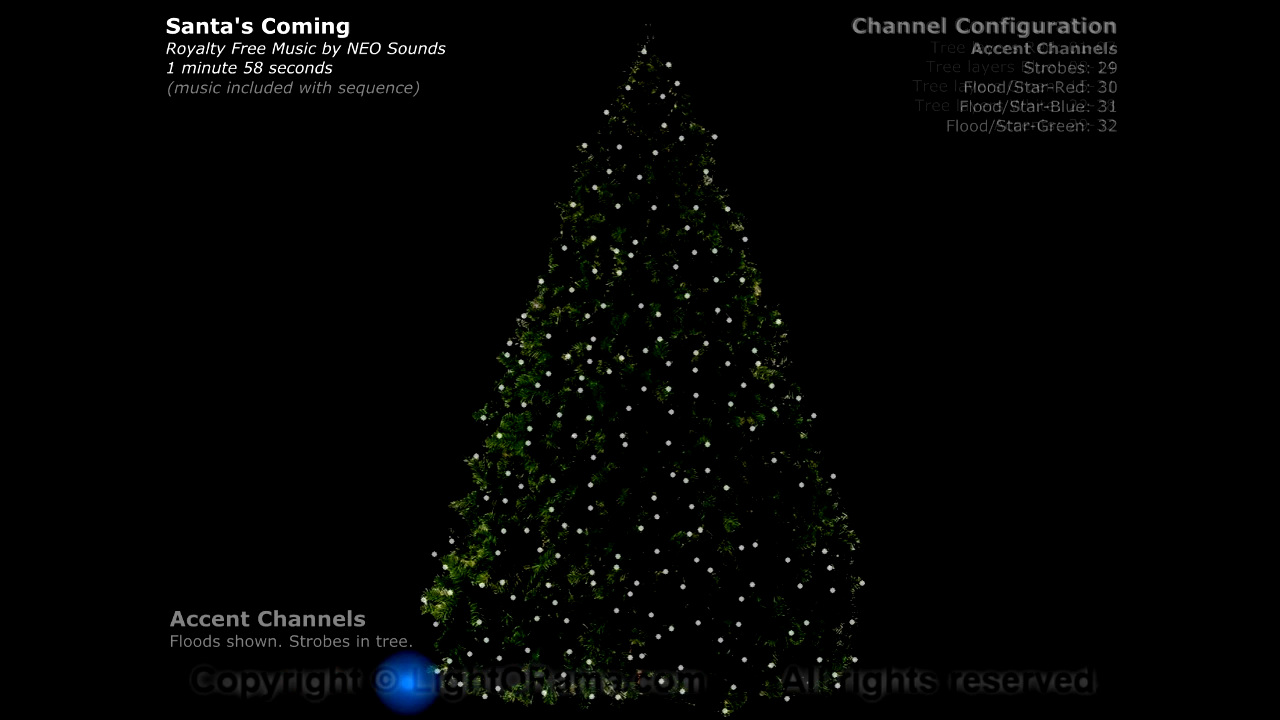 Santa's Coming
Royalty Free Music by NEO Sounds
1 minute 58 seconds
(music included with sequence)
Channel Configuration
Accent Channels
Strobes: 29
Flood/Star-Red: 30
Flood/Star-Blue: 31
Flood/Star-Green: 32
Accent Channels
Floods shown. Strobes in tree.
Copyright © LightORama.com All rights reserved